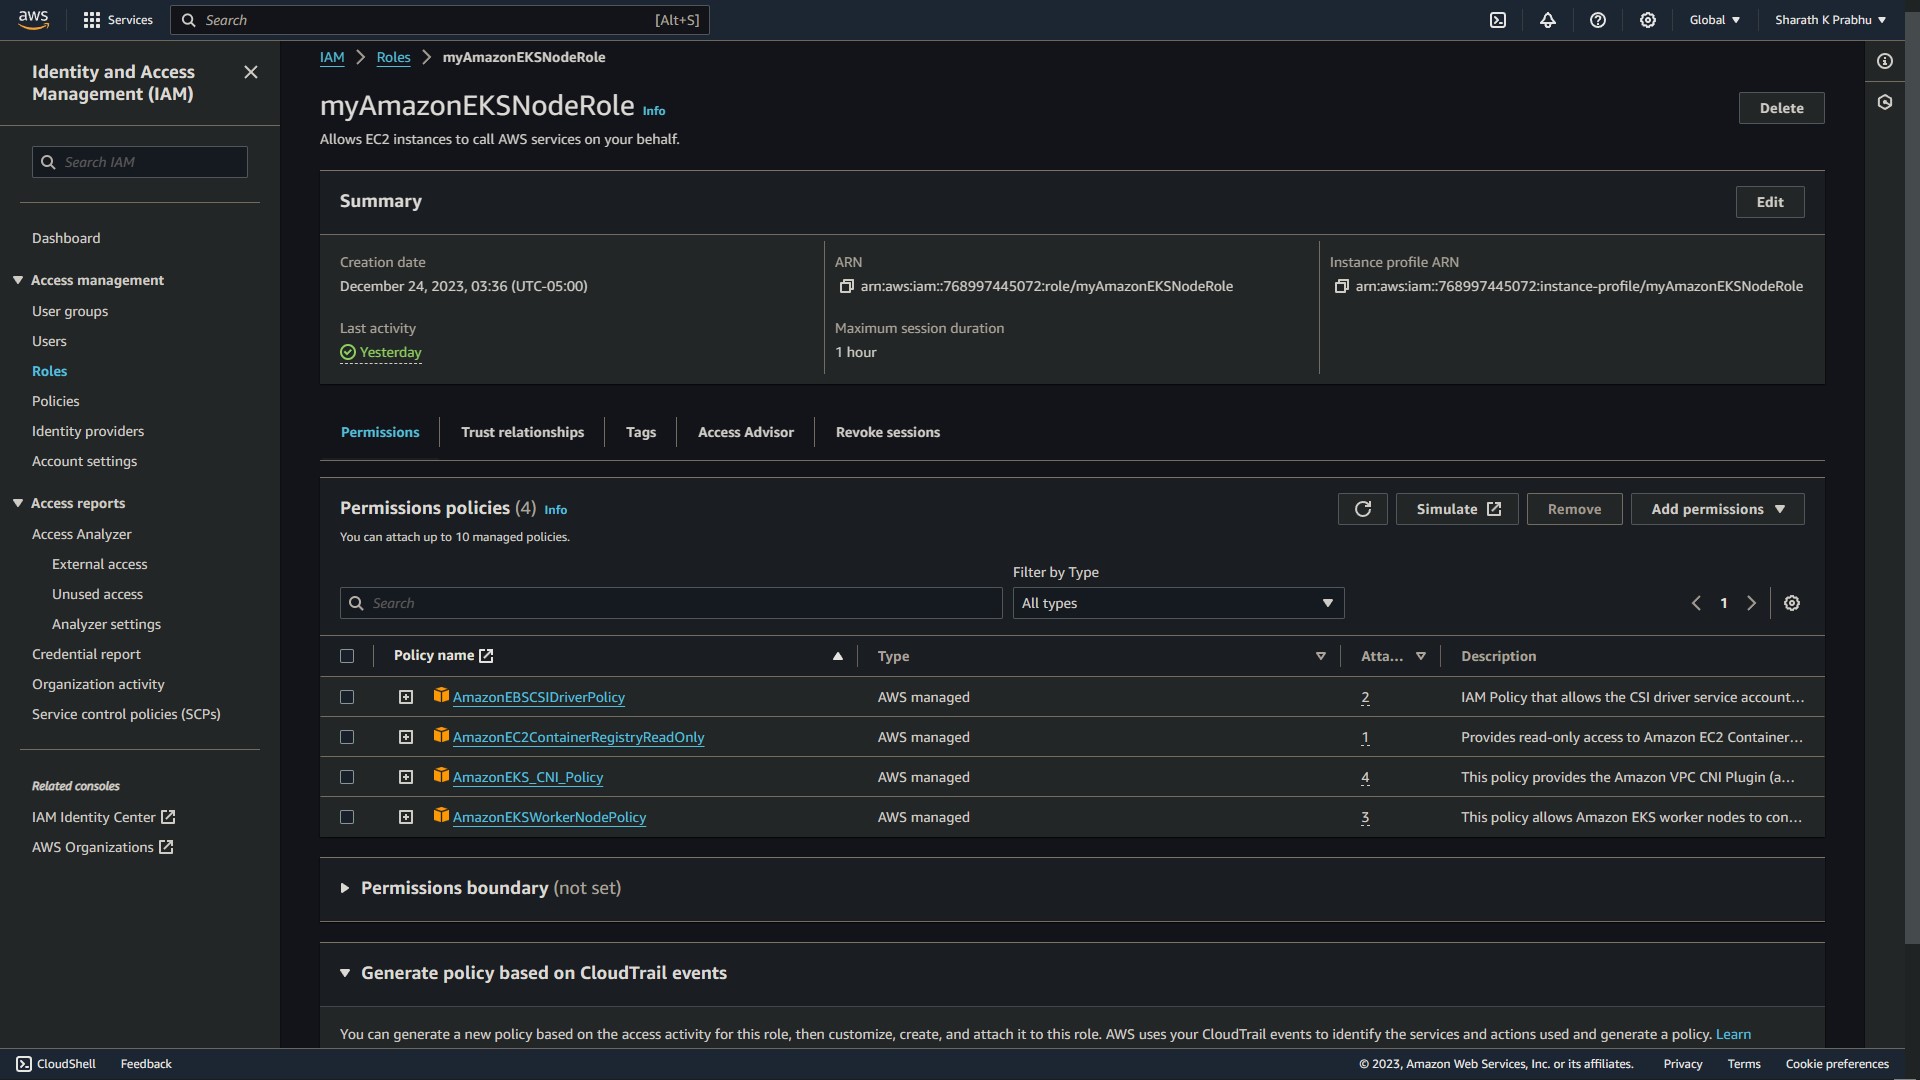 aws
Services
Search [Alt+S]
Global
Sharath K Prabhu
Identity and Access
Management (IAM)
Search IAM
Dashboard
Access management
User groups
Users
Roles
Policies
Identity providers
Account settings
Access reports
Access Analyzer
External access
Unused access
Analyzer settings
Credential report
Organization activity
Service control policies (SCPs)
Related consoles
IAM Identity Center
AWS Organizations
IAM > Roles > myAmazonEKSNodeRole
myAmazonEKSNodeRole Info
Delete
Allows EC2 instances to call AWS services on your behalf.
Summary
Edit
Creation date
December 24, 2023, 03:36 (UTC-05:00)
ARN
arn:aws:iam::768997445072:role/myAmazonEKSNodeRole
Instance profile ARN
arn:aws:iam::768997445072:instance-profile/myAmazonEKSNodeRole
Last activity
Yesterday
Maximum session duration
1 hour
Permissions
Trust relationships
Tags
Access Advisor
Revoke sessions
Permissions policies (4) Info
You can attach up to 10 managed policies.
Simulate
Remove
Add permissions
Filter by Type
Search
All types
1
Policy name Type Atta... Description
AmazonEBSCSIDriverPolicy AWS managed 2 IAM Policy that allows the CSI driver service account...
AmazonEC2ContainerRegistryReadOnly AWS managed 1 Provides read-only access to Amazon EC2 Container...
AmazonEKS_CNI_Policy AWS managed 4 This policy provides the Amazon VPC CNI Plugin (a...
AmazonEKSWorkerNodePolicy AWS managed 3 This policy allows Amazon EKS worker nodes to con...
Permissions boundary (not set)
Generate policy based on CloudTrail events
You can generate a new policy based on the access activity for this role, then customize, create, and attach it to this role. AWS uses your CloudTrail events to identify the services and actions used and generate a policy. Learn
CloudShell
Feedback
© 2023, Amazon Web Services, Inc. or its affiliates.
Privacy
Terms
Cookie preferences